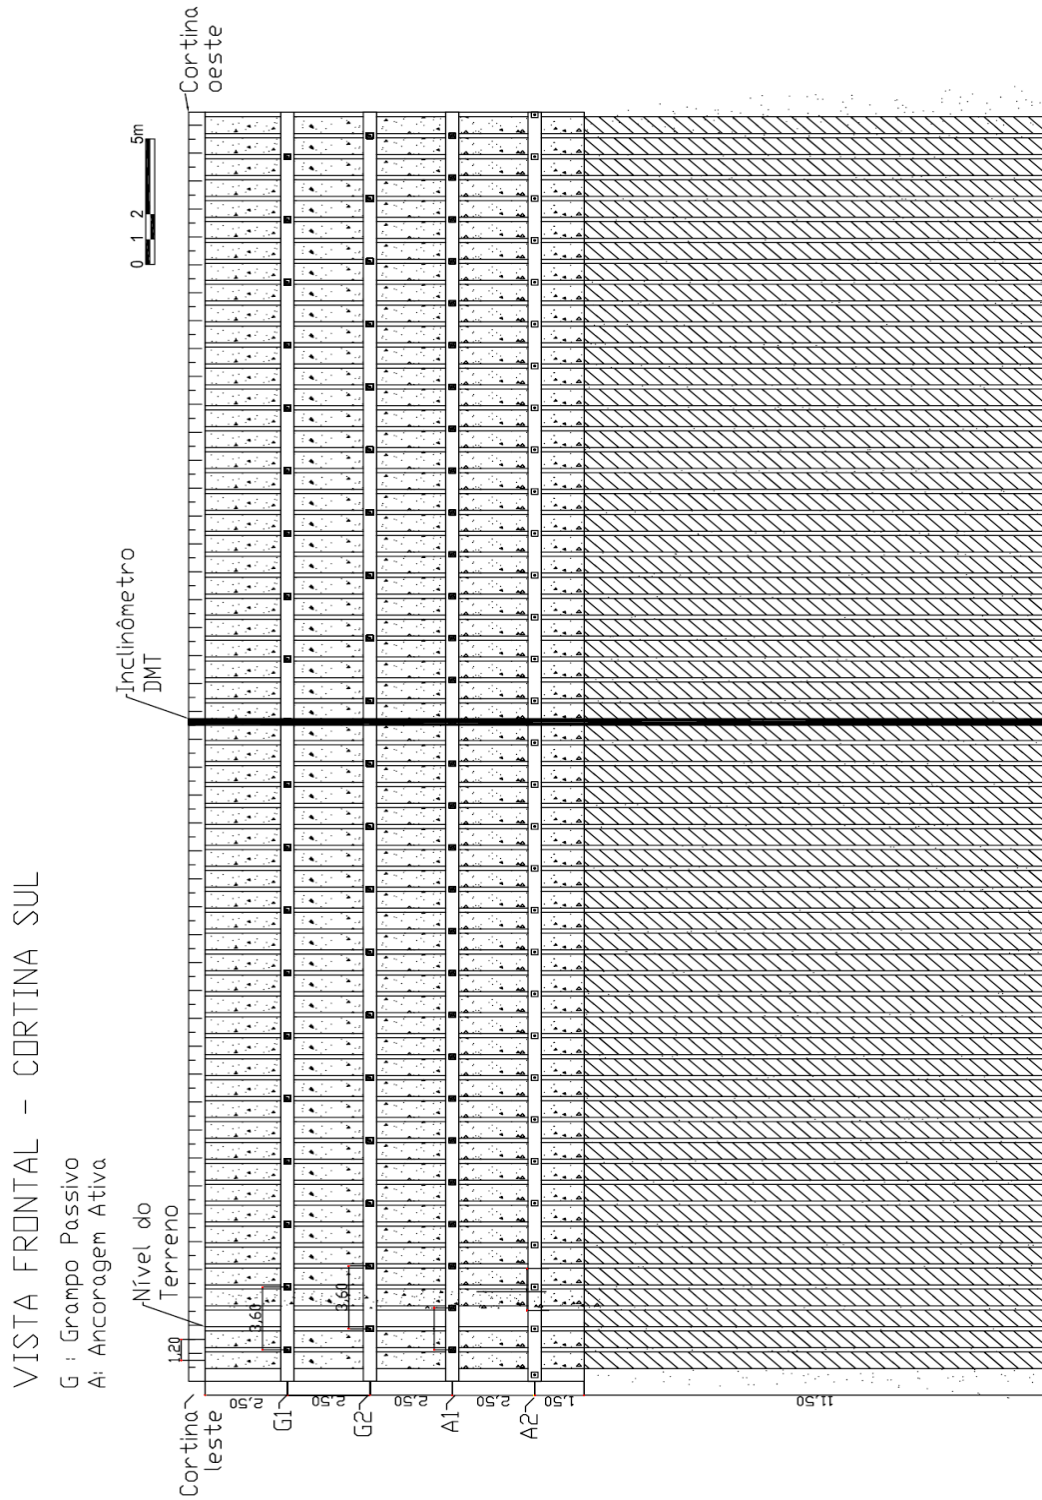 VISTA FRONTAL - CORTINA SUL
G : Grampo Passivo
A: Ancoragem Ativa
Nível do
Terreno
Inclinômetro
DMT
0 1 2 5m
Cortina
oeste
Cortina
leste
1,20
3,60
3,60
2,50
G1
2,50
G2
2,50
A1
2,50
A2
1,50
11,50